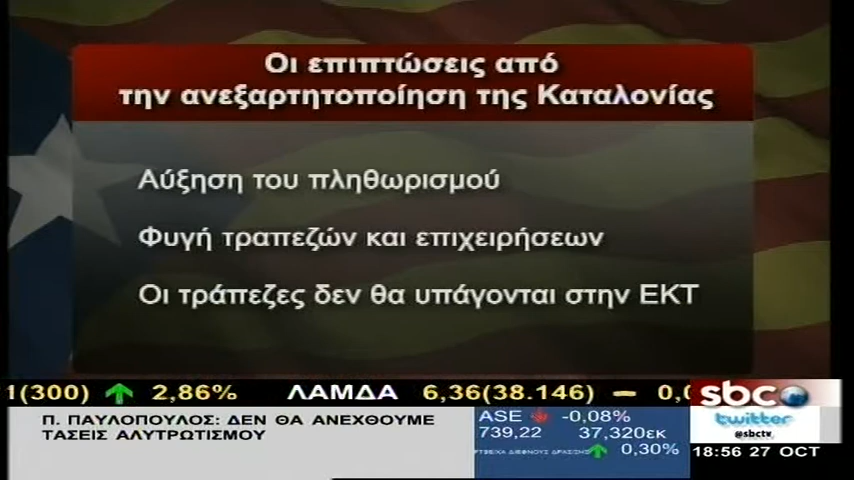 Οι επιπτώσεις από
την ανεξαρτητοποίηση της Καταλονίας
Αύξηση του πληθωρισμού
Φυγή τραπεζών και επιχειρήσεων
Οι τράπεζες δεν θα υπάγονται στην ΕΚΤ
1(300) 2,86% ΛΑΜΔΑ 6,36(38.146) 0,0
sbc
Π. ΠΑΥΛΟΠΟΥΛΟΣ: ΔΕΝ ΘΑ ΑΝΕΧΘΟΥΜΕ
ΤΑΣΕΙΣ ΑΛΥΤΡΩΤΙΣΜΟΥ
ASE -0,08%
739,22 37,320εκ
0,30%
twitter
@sbctv
18:56 27 OCT